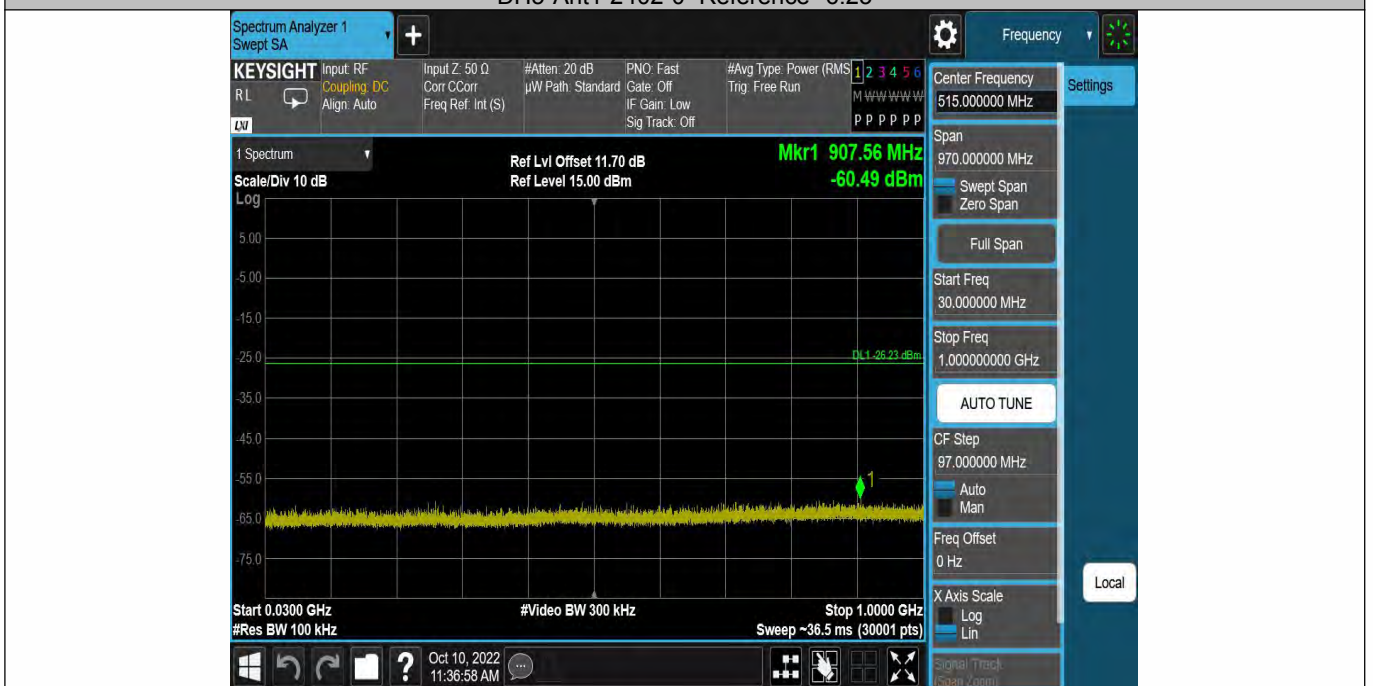 Spectrum Analyzer 1
Swept SA
+
Frequency
KEYSIGHT
RL
LXI
Input: RF
Coupling: DC
Align: Auto
Input Z: 50 Ω
Corr CCorr
Freq Ref: Int (S)
#Atten: 20 dB
µW Path: Standard
PNO: Fast
Gate: Off
IF Gain: Low
Sig Track: Off
#Avg Type: Power (RMS
Trig: Free Run
1 2 3 4 5 6
M W W W W W
P P P P P P
Center Frequency
515.000000 MHz
Settings
Span
970.000000 MHz
Swept Span
Zero Span
Full Span
Start Freq
30.000000 MHz
Stop Freq
1.000000000 GHz
AUTO TUNE
CF Step
97.000000 MHz
Auto
Man
Freq Offset
0 Hz
X Axis Scale
Log
Lin
Signal Track
(Span Zoom)
Local
1 Spectrum
Scale/Div 10 dB
Log
Ref Lvl Offset 11.70 dB
Ref Level 15.00 dBm
Mkr1 907.56 MHz
-60.49 dBm
5.00
-5.00
-15.0
-25.0
DL1 -26.23 dBm
-35.0
-45.0
-55.0
1
-65.0
-75.0
Start 0.0300 GHz
#Res BW 100 kHz
#Video BW 300 kHz
Stop 1.0000 GHz
Sweep ~36.5 ms (30001 pts)
?
Oct 10, 2022
11:36:58 AM